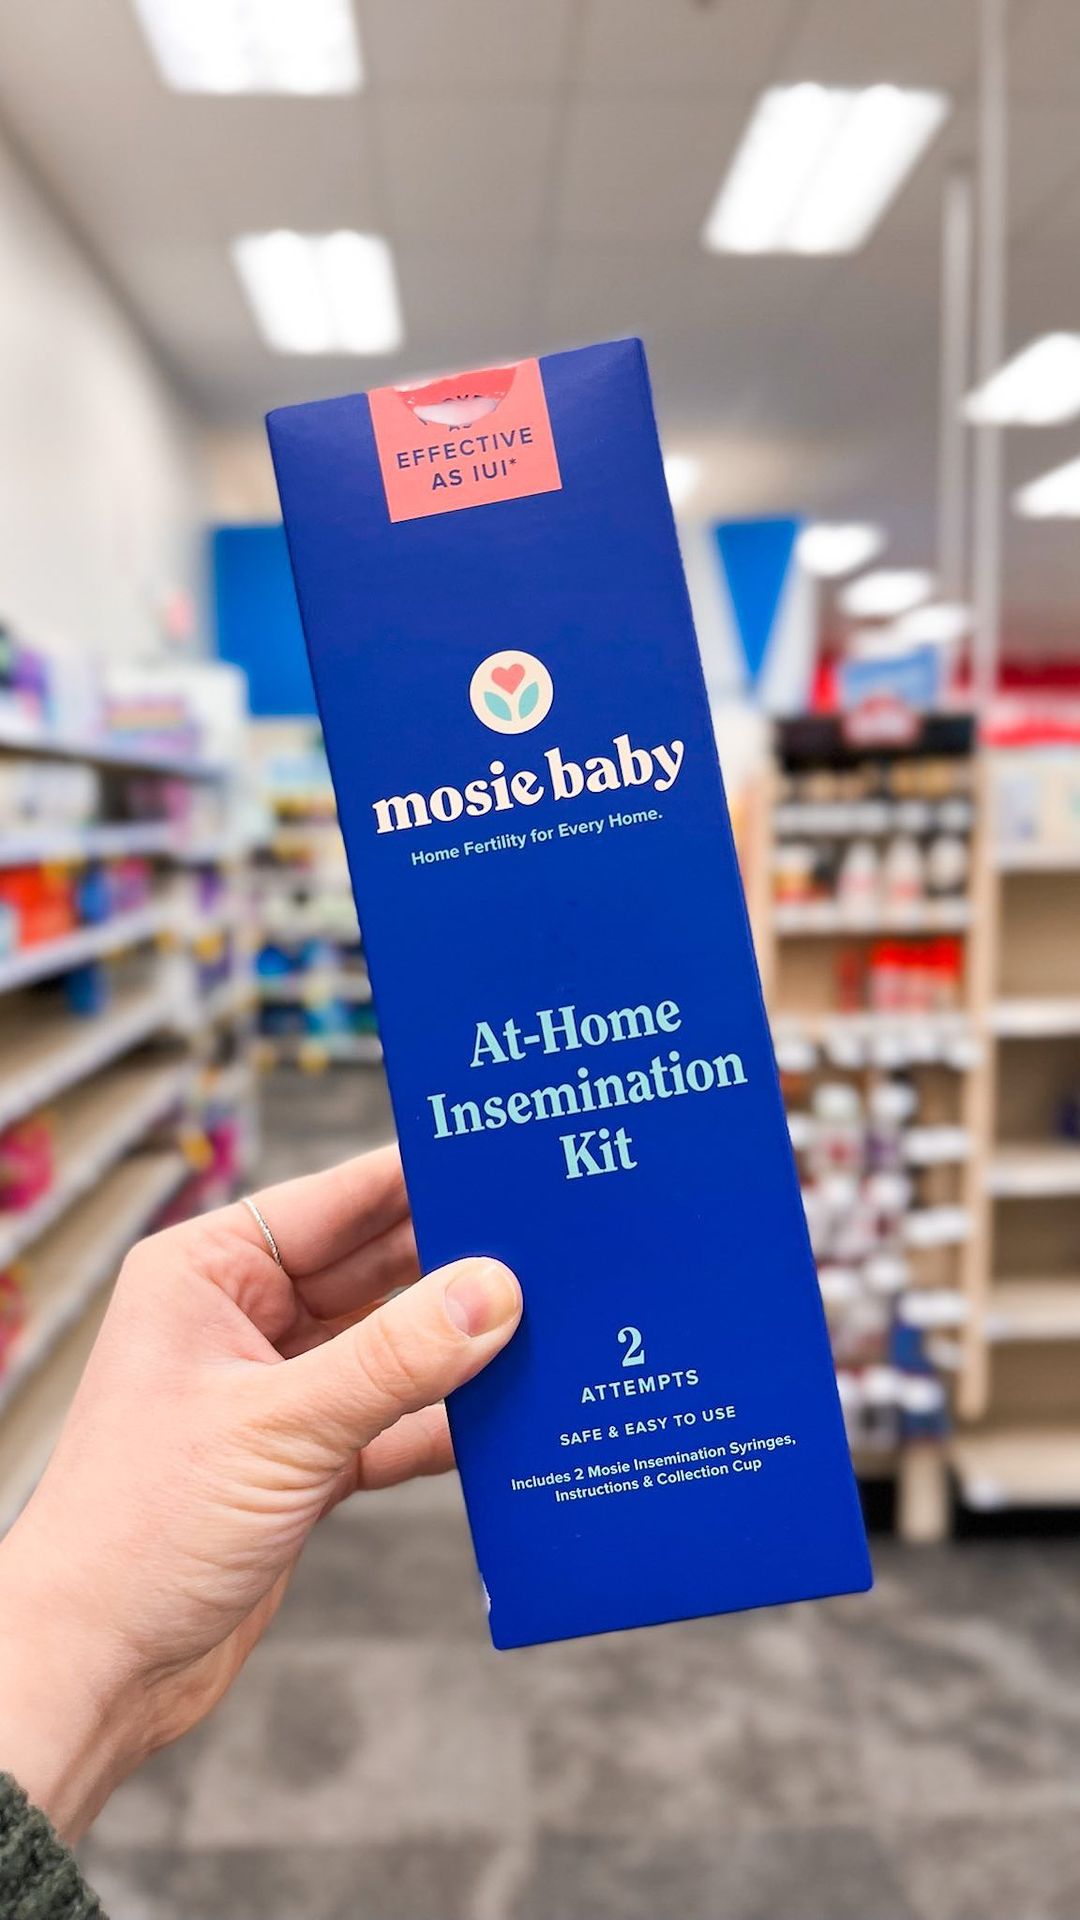 AS
EFFECTIVE
AS IUI*
mosie baby
Home Fertility for Every Home.
At-Home
Insemination
Kit
2
ATTEMPTS
SAFE & EASY TO USE
Includes 2 Mosie Insemination Syringes,
Instructions & Collection Cup